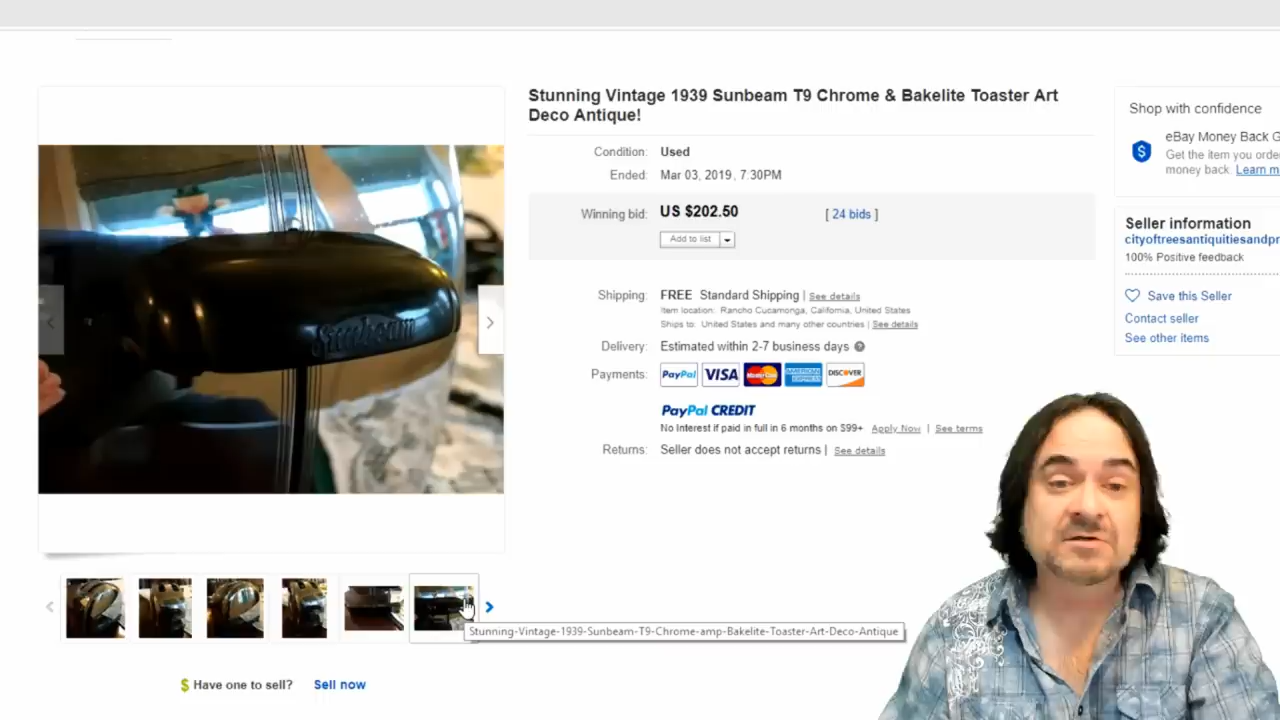 Stunning Vintage 1939 Sunbeam T9 Chrome & Bakelite Toaster Art
Deco Antique!
Condition: Used
Ended: Mar 03, 2019 , 7:30PM
Winning bid: US $202.50 [ 24 bids ]
Add to list
Shipping: FREE Standard Shipping | See details
Item location: Rancho Cucamonga, California, United States
Ships to: United States and many other countries | See details
Delivery: Estimated within 2-7 business days
Payments: PayPal VISA MasterCard AMERICAN EXPRESS DISCOVER
PayPal CREDIT
No Interest if paid in full in 6 months on $99+ Apply Now | See terms
Returns: Seller does not accept returns | See details
Shop with confidence
eBay Money Back G
Get the item you orde
money back. Learn m
Seller information
cityoftreesantiquitiesandpr
100% Positive feedback
Save this Seller
Contact seller
See other items
Sunbeam
Stunning-Vintage-1939-Sunbeam-T9-Chrome-amp-Bakelite-Toaster-Art-Deco-Antique
$ Have one to sell? Sell now